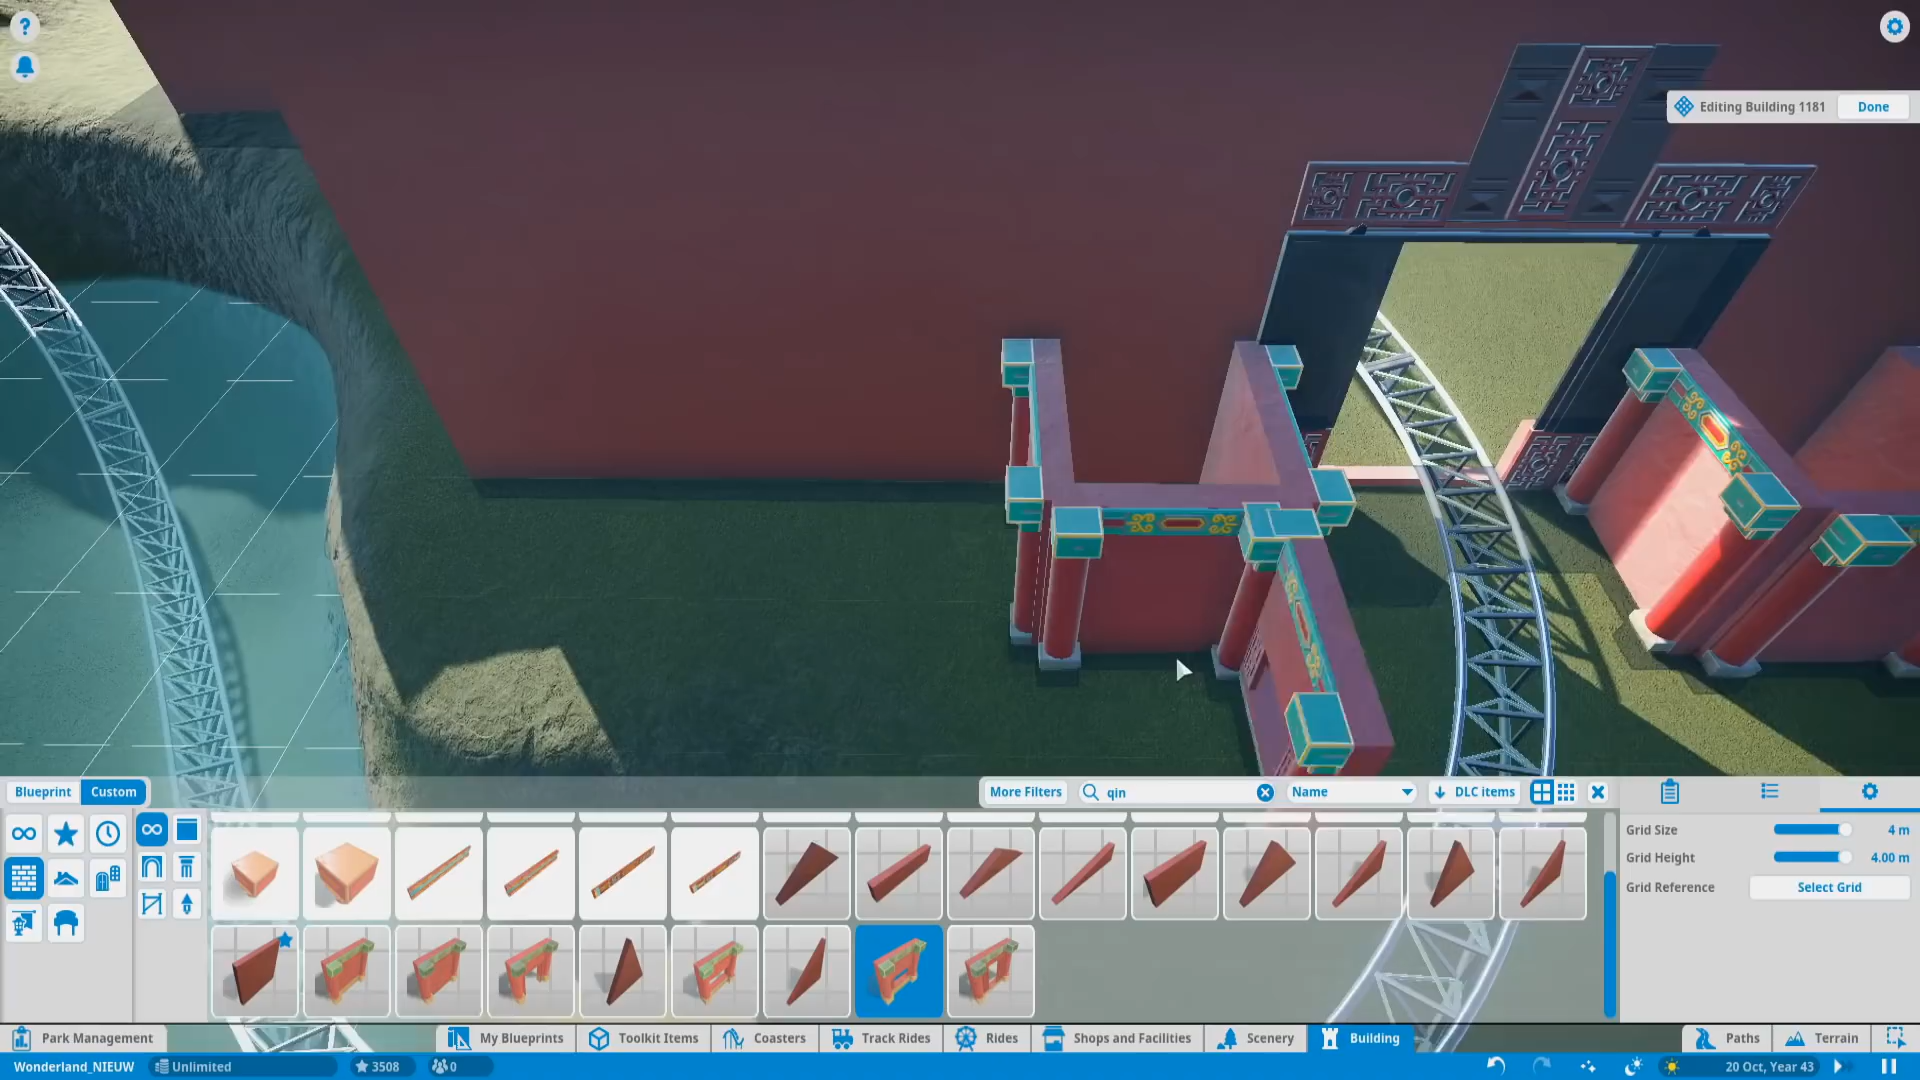 ?
Editing Building 1181
Done
Blueprint
Custom
More Filters
qin
Name
DLC items
Grid Size
4 m
Grid Height
4.00 m
Grid Reference
Select Grid
Park Management
My Blueprints
Toolkit Items
Coasters
Track Rides
Rides
Shops and Facilities
Scenery
Building
Paths
Terrain
Wonderland_NIEUW
Unlimited
3508
0
20 Oct, Year 43